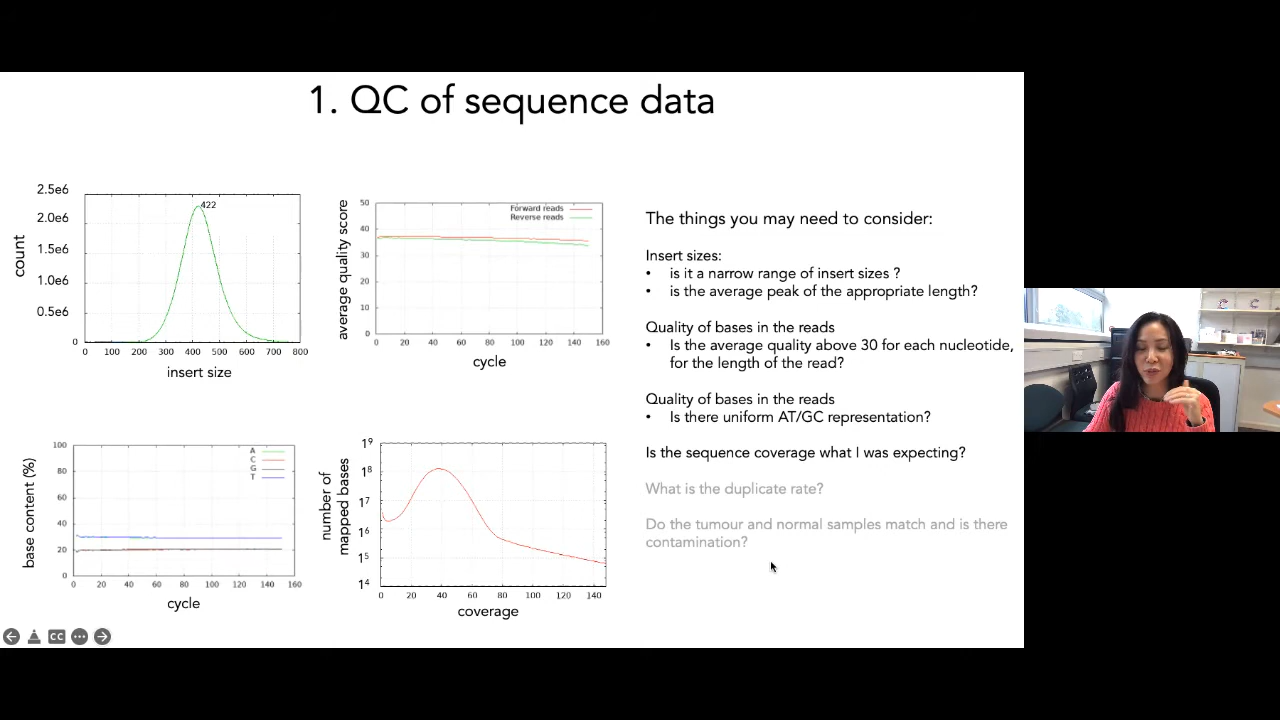 1. QC of sequence data
2.5e6
2.0e6
1.5e6
1.0e6
0.5e6
0
count
422
0 100 200 300 400 500 600 700 800
insert size
50
40
30
20
10
0
average quality score
Forward reads
Reverse reads
0 20 40 60 80 100 120 140 160
cycle
100
80
60
40
20
0
base content (%)
A
C
G
T
0 20 40 60 80 100 120 140 160
cycle
1⁹
1⁸
1⁷
1⁶
1⁵
1⁴
number of
mapped bases
0 20 40 60 80 100 120 140
coverage
The things you may need to consider:
Insert sizes:
• is it a narrow range of insert sizes ?
• is the average peak of the appropriate length?
Quality of bases in the reads
• Is the average quality above 30 for each nucleotide,
for the length of the read?
Quality of bases in the reads
• Is there uniform AT/GC representation?
Is the sequence coverage what I was expecting?
What is the duplicate rate?
Do the tumour and normal samples match and is there
contamination?
CC